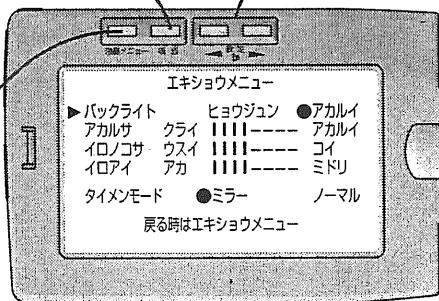 液晶メニュー 項目 設定
エキショウメニュー
▶バックライト ヒョウジュン ●アカルイ
アカルサ クライ ||||---- アカルイ
イロノコサ ウスイ ||||---- コイ
イロアイ アカ ||||---- ミドリ
タイメンモード ●ミラー ノーマル
戻る時はエキショウメニュー